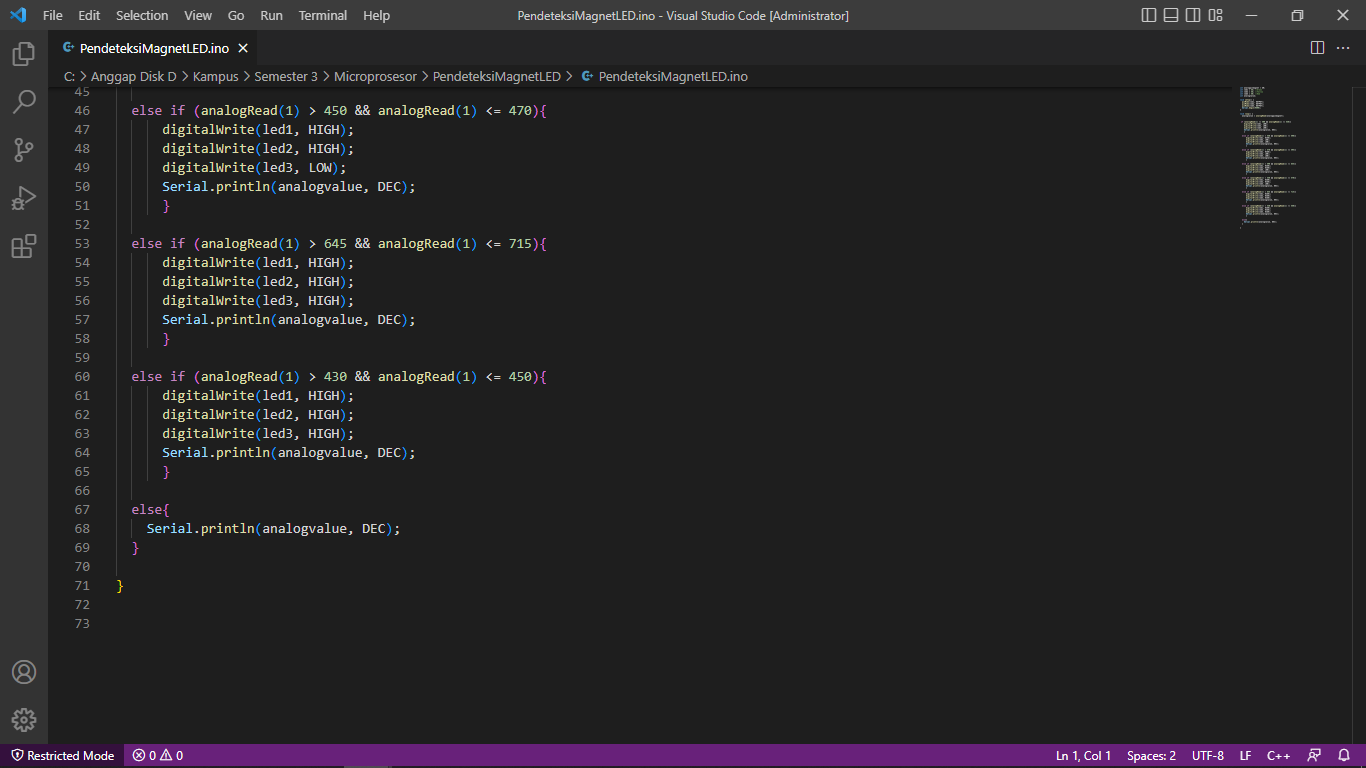 File Edit Selection View Go Run Terminal Help PendeteksiMagnetLED.ino - Visual Studio Code [Administrator]
PendeteksiMagnetLED.ino
C: > Anggap Disk D > Kampus > Semester 3 > Microprosesor > PendeteksiMagnetLED > PendeteksiMagnetLED.ino
45
46 else if (analogRead(1) > 450 && analogRead(1) <= 470){
47 digitalWrite(led1, HIGH);
48 digitalWrite(led2, HIGH);
49 digitalWrite(led3, LOW);
50 Serial.println(analogvalue, DEC);
51 }
52
53 else if (analogRead(1) > 645 && analogRead(1) <= 715){
54 digitalWrite(led1, HIGH);
55 digitalWrite(led2, HIGH);
56 digitalWrite(led3, HIGH);
57 Serial.println(analogvalue, DEC);
58 }
59
60 else if (analogRead(1) > 430 && analogRead(1) <= 450){
61 digitalWrite(led1, HIGH);
62 digitalWrite(led2, HIGH);
63 digitalWrite(led3, HIGH);
64 Serial.println(analogvalue, DEC);
65 }
66
67 else{
68 Serial.println(analogvalue, DEC);
69 }
70
71 }
72
73
Restricted Mode 0 0 Ln 1, Col 1 Spaces: 2 UTF-8 LF C++